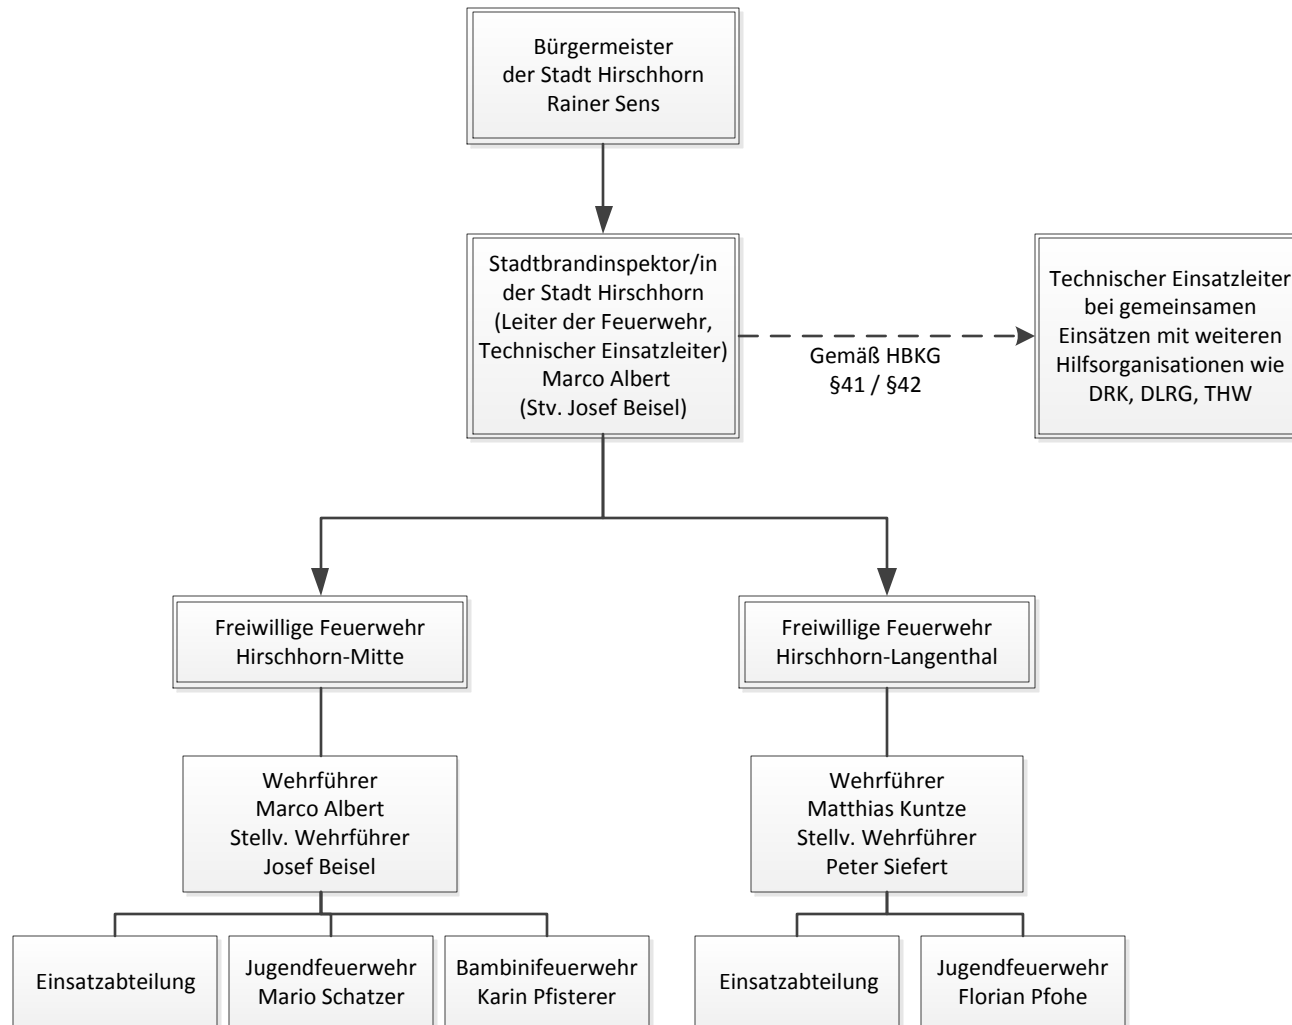 Bürgermeister
der Stadt Hirschhorn
Rainer Sens
Stadtbrandinspektor/in
der Stadt Hirschhorn
(Leiter der Feuerwehr,
Technischer Einsatzleiter)
Marco Albert
(Stv. Josef Beisel)
Gemäß HBKG
§41 / §42
Technischer Einsatzleiter
bei gemeinsamen
Einsätzen mit weiteren
Hilfsorganisationen wie
DRK, DLRG, THW
Freiwillige Feuerwehr
Hirschhorn-Mitte
Freiwillige Feuerwehr
Hirschhorn-Langenthal
Wehrführer
Marco Albert
Stellv. Wehrführer
Josef Beisel
Wehrführer
Matthias Kuntze
Stellv. Wehrführer
Peter Siefert
Einsatzabteilung
Jugendfeuerwehr
Mario Schatzer
Bambinifeuerwehr
Karin Pfisterer
Einsatzabteilung
Jugendfeuerwehr
Florian Pfohe